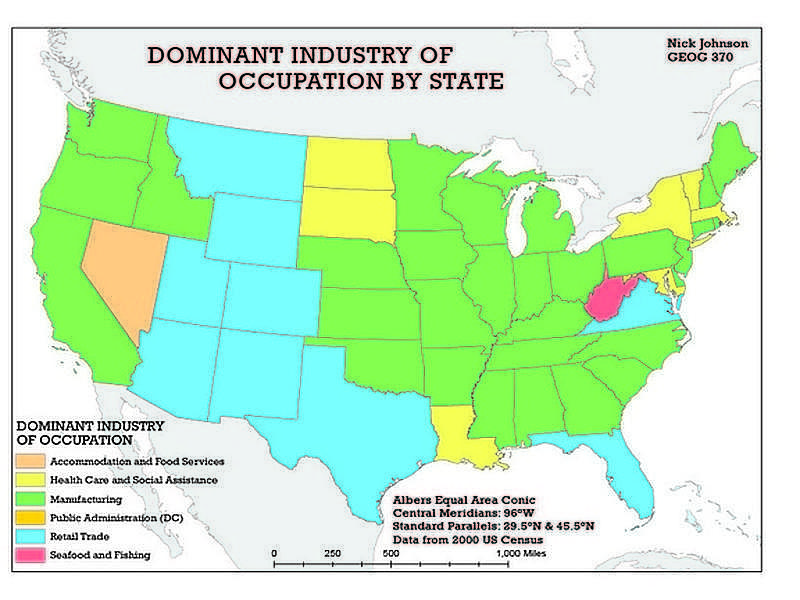 DOMINANT INDUSTRY OF
OCCUPATION BY STATE
Nick Johnson
GEOG 370
DOMINANT INDUSTRY
OF OCCUPATION
Accommodation and Food Services
Health Care and Social Assistance
Manufacturing
Public Administration (DC)
Retail Trade
Seafood and Fishing
Albers Equal Area Conic
Central Meridians: 96°W
Standard Parallels: 29.5°N & 45.5°N
Data from 2000 US Census
0 250 500 1,000 Miles